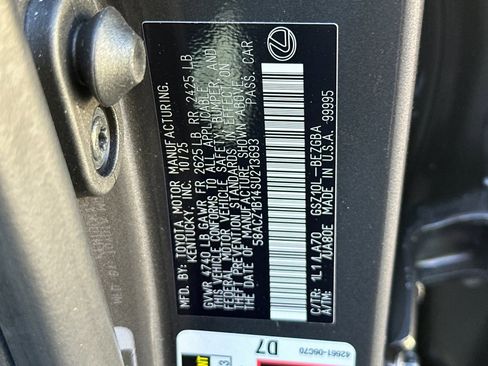 MFD. BY: TOYOTA MOTOR MANUFACTURING.
KENTUCKY, INC. 10/25
GVWR 4740 LB GAWR FR 2625 LB RR 2425 LB
THIS VEHICLE CONFORMS TO ALL APPLICABLE
FEDERAL MOTOR VEHICLE SAFETY, BUMPER, AND
THEFT PREVENTION STANDARDS IN EFFECT ON
THE DATE OF MANUFACTURE SHOWN ABOVE.
58ACZ1B14SU213693 PASS. CAR
C/TR: 1L1/LA70 GSZ10L-BEZGBA
A/TM: /UA80E MADE IN U.S.A. 99995
D7
42661-06C70